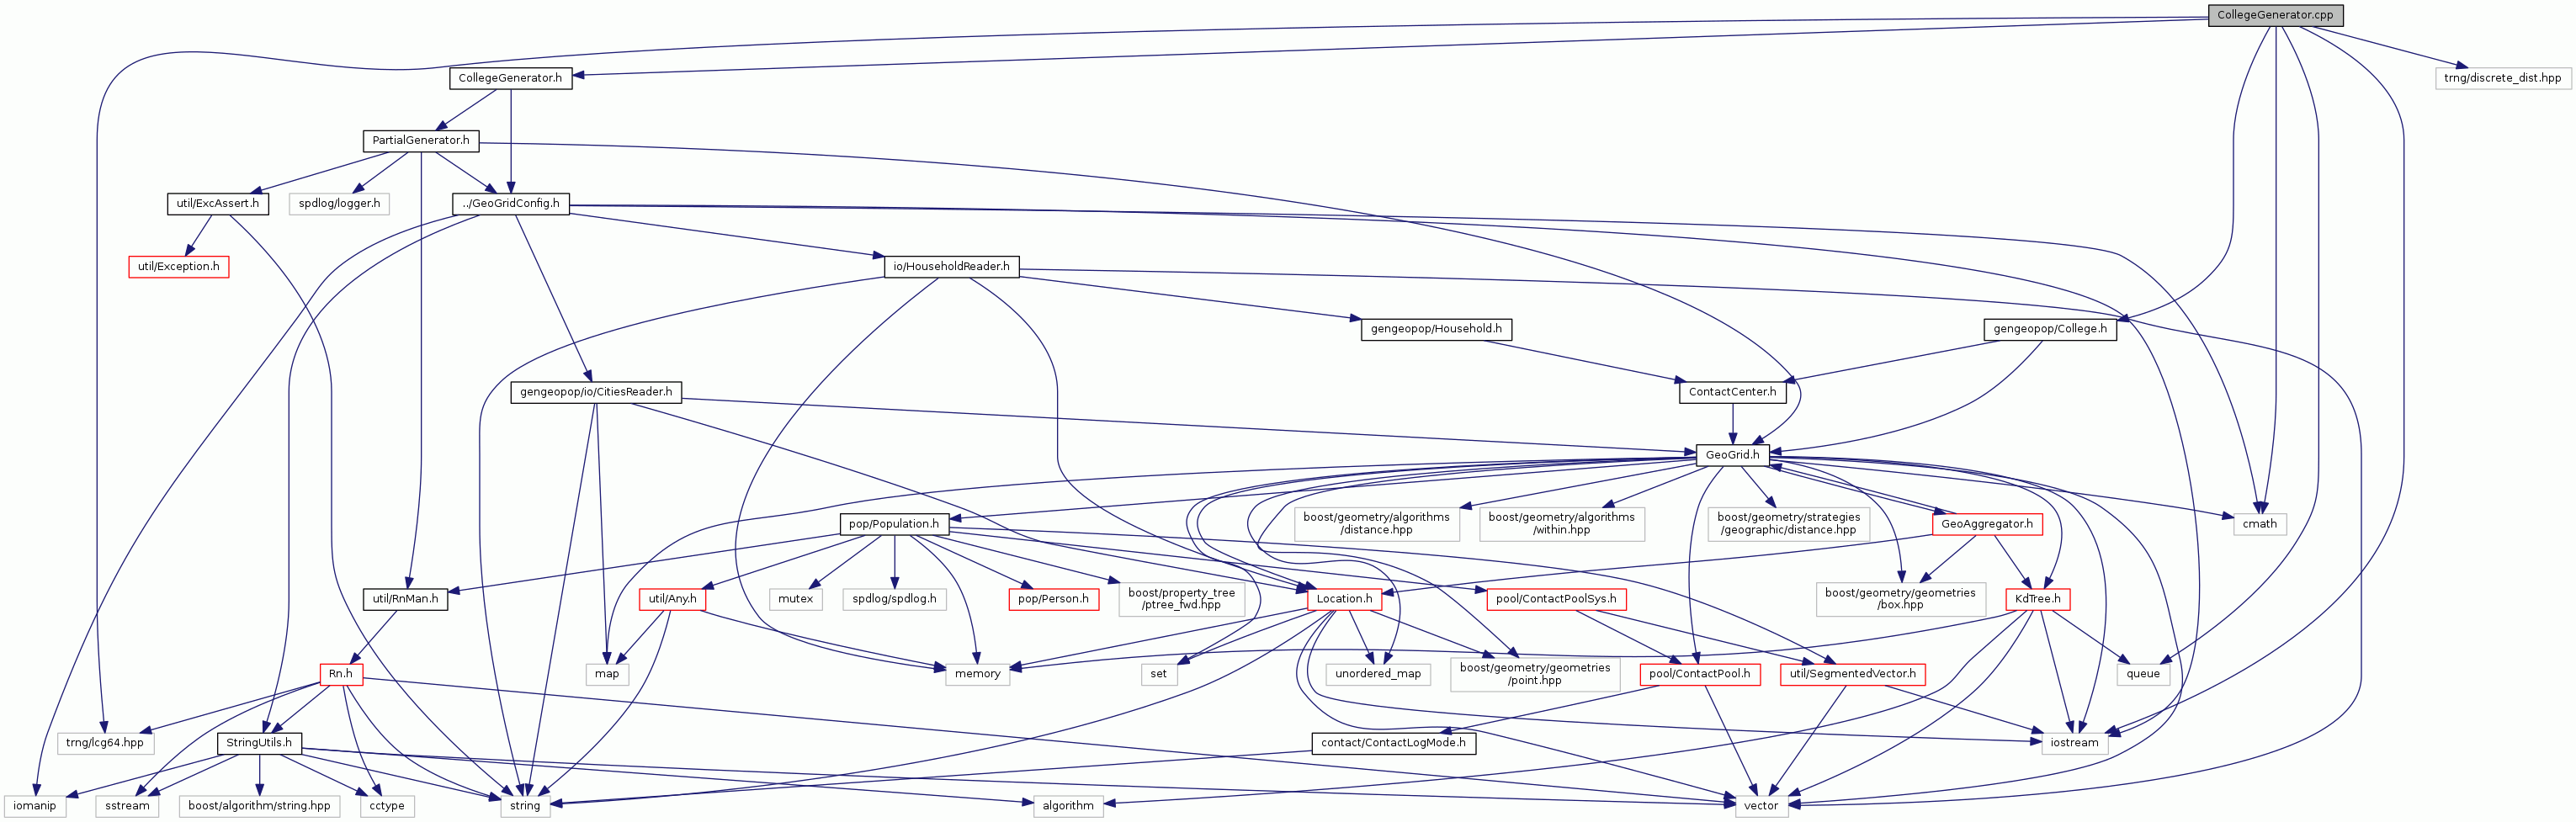 CollegeGenerator.cpp
CollegeGenerator.h
trng/discrete_dist.hpp
PartialGenerator.h
util/ExcAssert.h
spdlog/logger.h
../GeoGridConfig.h
util/Exception.h
io/HouseholdReader.h
gengeopop/Household.h
gengeopop/College.h
gengeopop/io/CitiesReader.h
ContactCenter.h
GeoGrid.h
pop/Population.h
boost/geometry/algorithms
/distance.hpp
boost/geometry/algorithms
/within.hpp
boost/geometry/strategies
/geographic/distance.hpp
GeoAggregator.h
cmath
util/RnMan.h
util/Any.h
mutex
spdlog/spdlog.h
pop/Person.h
boost/property_tree
/ptree_fwd.hpp
Location.h
pool/ContactPoolSys.h
boost/geometry/geometries
/box.hpp
KdTree.h
Rn.h
map
memory
set
unordered_map
boost/geometry/geometries
/point.hpp
pool/ContactPool.h
util/SegmentedVector.h
queue
trng/lcg64.hpp
StringUtils.h
contact/ContactLogMode.h
iostream
iomanip
sstream
boost/algorithm/string.hpp
cctype
string
algorithm
vector